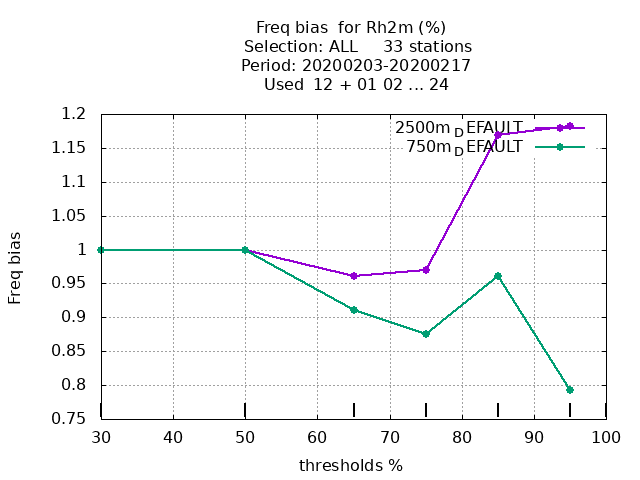 Freq bias  for Rh2m (%)
Selection: ALL     33 stations
Period: 20200203-20200217
Used  12 + 01 02 ... 24
2500m_DEFAULT
750m_DEFAULT
1.2
1.15
1.1
1.05
1
0.95
0.9
0.85
0.8
0.75
Freq bias
30 40 50 60 70 80 90 100
thresholds %